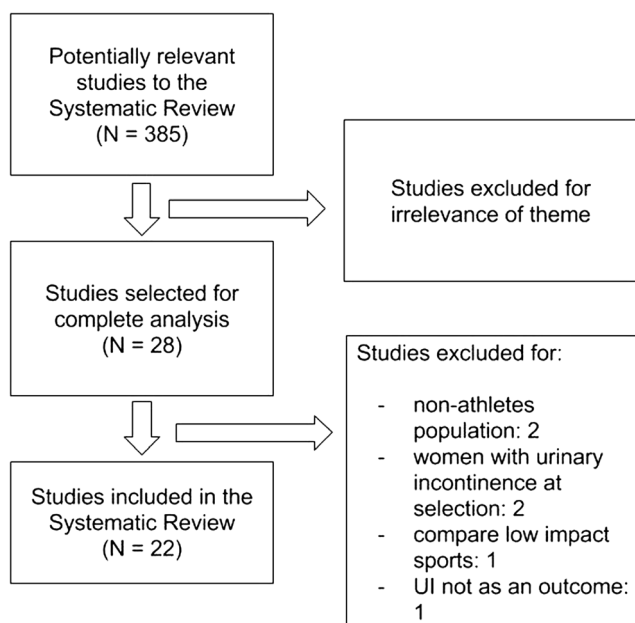 Potentially relevant
studies to the
Systematic Review
(N = 385)
Studies excluded for
irrelevance of theme
Studies selected for
complete analysis
(N = 28)
Studies excluded for:
- non-athletes
population: 2
- women with urinary
incontinence at
selection: 2
- compare low impact
sports: 1
- UI not as an outcome:
1
Studies included in the
Systematic Review
(N = 22)